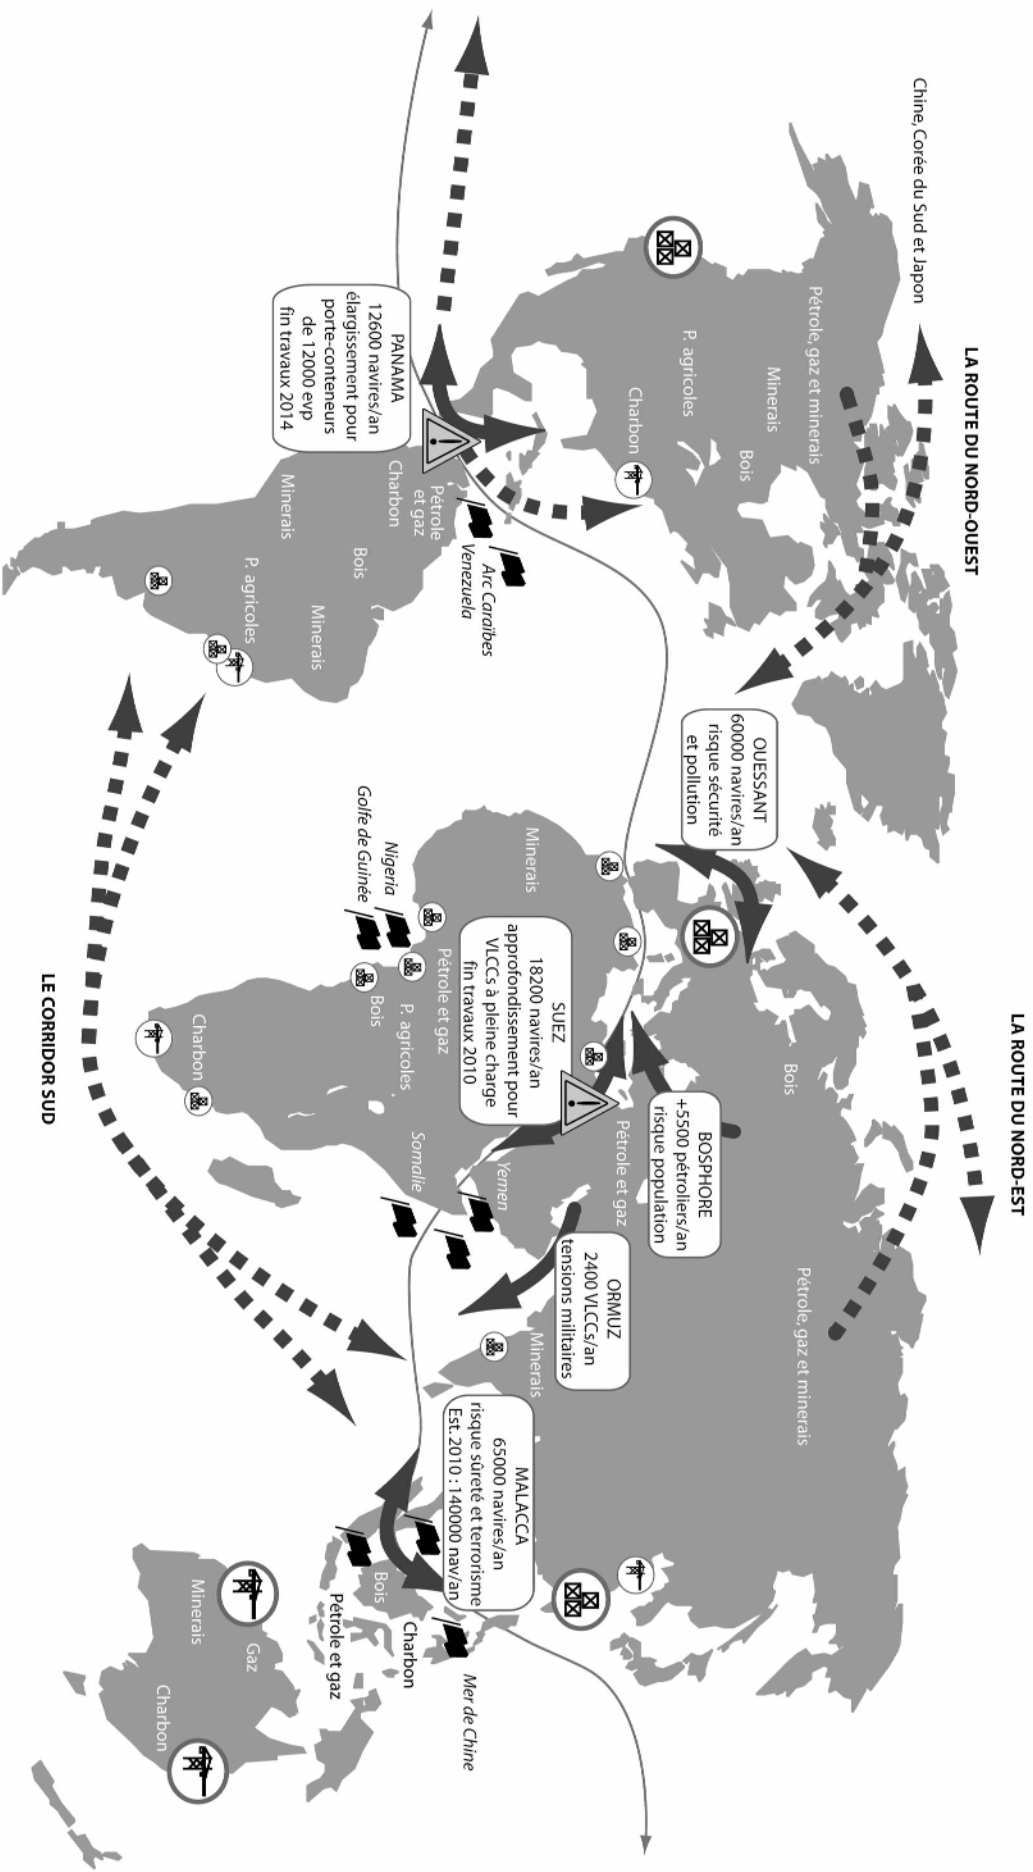 LA ROUTE DU NORD-OUEST
LA ROUTE DU NORD-EST
Chine, Corée du Sud et Japon
Pétrole, gaz et minerais
Minerais
Bois
P. agricoles
Charbon
OUESSANT
60000 navires/an
risque sécurité
et pollution
Bois
Pétrole, gaz et minerais
BOSPHORE
+5500 pétroliers/an
risque population
Pétrole et gaz
ORMUZ
2400 VLCCs/an
tensions militaires
Minerais
SUEZ
18200 navires/an
approfondissement pour
VLCCs à pleine charge
fin travaux 2010
MALACCA
65000 navires/an
risque sûreté et terrorisme
Est. 2010 : 140000 nav/an
PANAMA
12600 navires/an
élargissement pour
porte-conteneurs
de 12000 evp
fin travaux 2014
Arc Caraïbes
Venezuela
Pétrole
et gaz
Charbon
Bois
Minerais
Minerais
P. agricoles
Minerais
Nigeria
Golfe de Guinée
Pétrole et gaz
P. agricoles
Bois
Charbon
Yemen
Somalie
Mer de Chine
Charbon
Bois
Pétrole et gaz
Gaz
Minerais
Charbon
LE CORRIDOR SUD